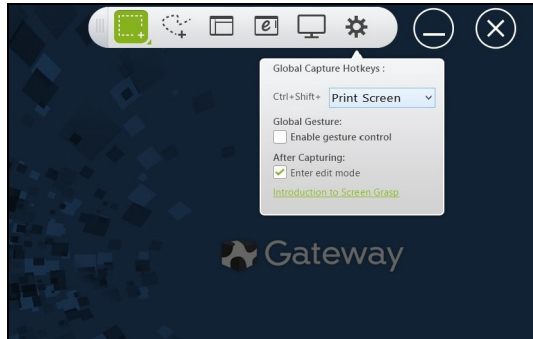 Global Capture Hotkeys :
Ctrl+Shift+ Print Screen
Global Gesture:
Enable gesture control
After Capturing:
Enter edit mode
Introduction to Screen Grasp
Gateway